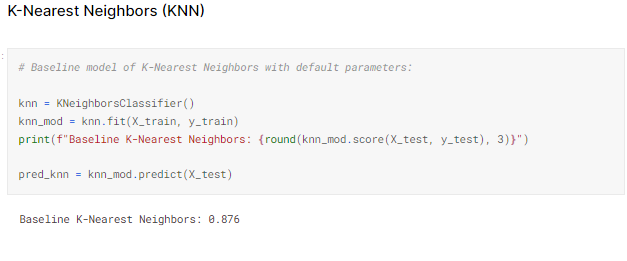 K-Nearest Neighbors (KNN)
:
# Baseline model of K-Nearest Neighbors with default parameters:
knn = KNeighborsClassifier()
knn_mod = knn.fit(X_train, y_train)
print(f"Baseline K-Nearest Neighbors: {round(knn_mod.score(X_test, y_test), 3)}")
pred_knn = knn_mod.predict(X_test)
Baseline K-Nearest Neighbors: 0.876